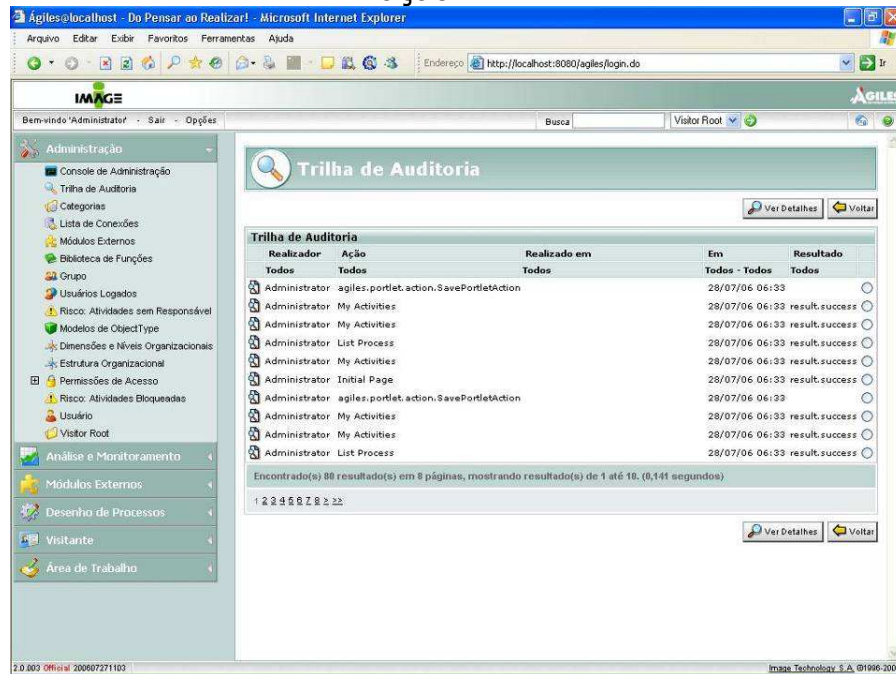 Ágiles@localhost - Do Pensar ao Realizar! - Microsoft Internet Explorer
Arquivo Editar Exibir Favoritos Ferramentas Ajuda
Endereço http://localhost:8080/agiles/login.do Ir
IMAGE
ÁGILES
Bem-vindo 'Administrator' - Sair - Opções Busca Visitor Root
Administração
Console de Administração
Trilha de Auditoria
Categorias
Lista de Conexões
Módulos Externos
Biblioteca de Funções
Grupo
Usuários Logados
Risco: Atividades sem Responsável
Modelos de ObjectType
Dimensões e Níveis Organizacionais
Estrutura Organizacional
Permissões de Acesso
Risco: Atividades Bloqueadas
Usuário
Visitor Root
Análise e Monitoramento
Módulos Externos
Desenho de Processos
Visitante
Área de Trabalho
Trilha de Auditoria
Ver Detalhes Voltar
Trilha de Auditoria
Realizador Ação Realizado em Em Resultado
Todos Todos Todos Todos - Todos Todos
Administrator agiles.portlet.action.SavePortletAction 28/07/06 06:33
Administrator My Activities 28/07/06 06:33 result.success
Administrator My Activities 28/07/06 06:33 result.success
Administrator List Process 28/07/06 06:33 result.success
Administrator My Activities 28/07/06 06:33 result.success
Administrator Initial Page 28/07/06 06:33 result.success
Administrator agiles.portlet.action.SavePortletAction 28/07/06 06:33
Administrator My Activities 28/07/06 06:33 result.success
Administrator My Activities 28/07/06 06:33 result.success
Administrator List Process 28/07/06 06:33 result.success
Encontrado(s) 80 resultado(s) em 8 páginas, mostrando resultado(s) de 1 até 10. (0,141 segundos)
1 2 3 4 5 6 7 8 > >>
Ver Detalhes Voltar
2.0.003 Official 200607271103
Image Technology S.A. ©1996-200